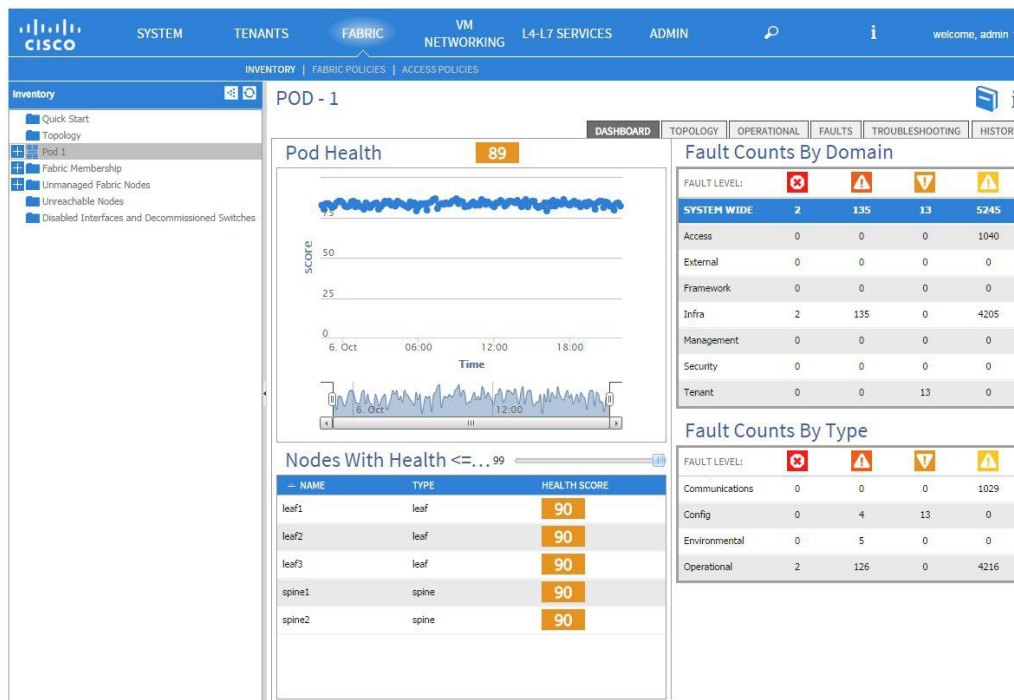 CISCO
SYSTEM TENANTS FABRIC VM NETWORKING L4-L7 SERVICES ADMIN i welcome, admin
INVENTORY | FABRIC POLICIES | ACCESS POLICIES
Inventory
Quick Start
Topology
Pod 1
Fabric Membership
Unmanaged Fabric Nodes
Unreachable Nodes
Disabled Interfaces and Decommissioned Switches
POD - 1
i
DASHBOARD TOPOLOGY OPERATIONAL FAULTS TROUBLESHOOTING HISTOR
Pod Health 89
75
50
25
0
score
6. Oct 06:00 12:00 18:00
Time
6. Oct 12:00
Nodes With Health <=... 99
NAME TYPE HEALTH SCORE
leaf1 leaf 90
leaf2 leaf 90
leaf3 leaf 90
spine1 spine 90
spine2 spine 90
Fault Counts By Domain
FAULT LEVEL:
SYSTEM WIDE 2 135 13 5245
Access 0 0 0 1040
External 0 0 0 0
Framework 0 0 0 0
Infra 2 135 0 4205
Management 0 0 0 0
Security 0 0 0 0
Tenant 0 0 13 0
Fault Counts By Type
FAULT LEVEL:
Communications 0 0 0 1029
Config 0 4 13 0
Environmental 0 5 0 0
Operational 2 126 0 4216